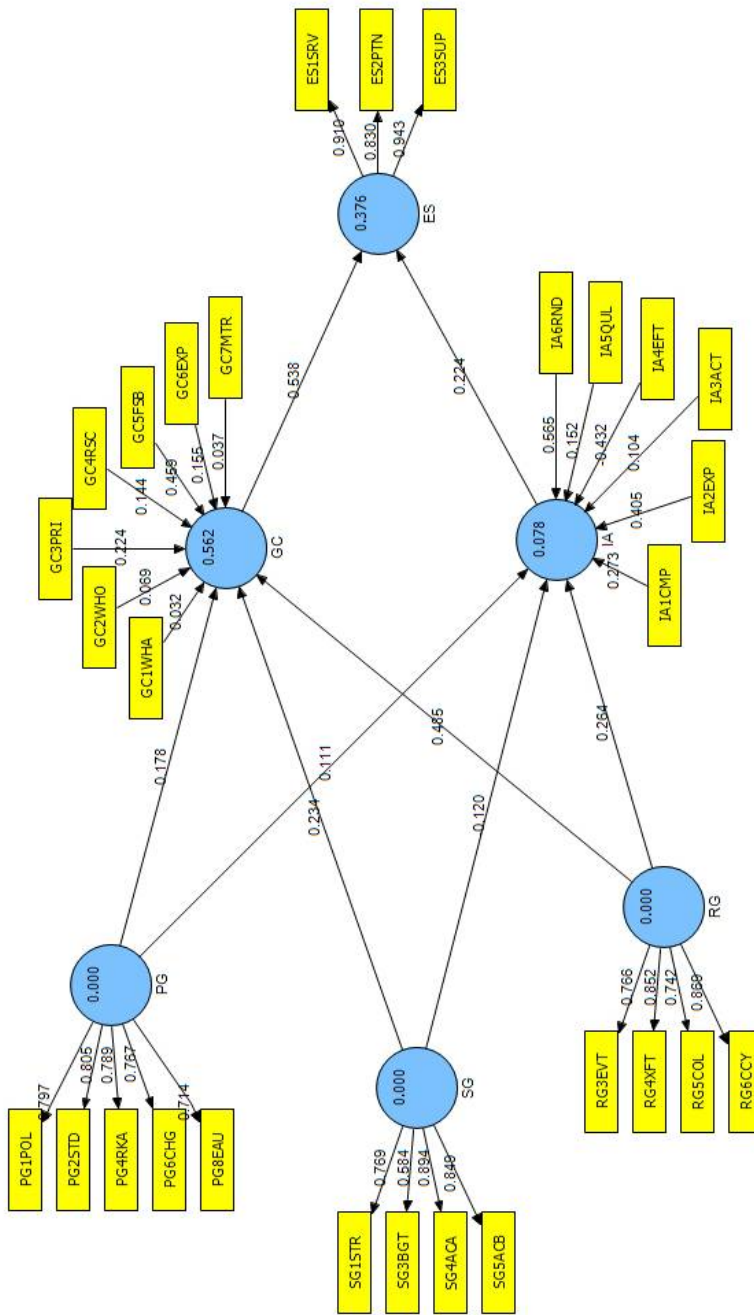 PG1POL
PG2STD
PG4RKA
PG6CHG
PG8EAU
0.797
0.805
0.789
0.767
0.714
0.000
PG
SG1STR
SG3BGT
SG4ACA
SG5ACB
0.769
0.584
0.894
0.849
0.000
SG
RG3EVT
RG4XFT
RG5COL
RG6CCY
0.766
0.852
0.742
0.869
0.000
RG
0.178
0.111
0.234
0.120
0.485
0.264
GC1WHA
GC2WHO
GC3PRI
GC4RSC
GC5FSB
GC6EXP
GC7MTR
0.032
0.069
0.224
0.144
0.459
0.155
0.037
0.562
GC
IA1CMP
IA2EXP
IA3ACT
IA4EFT
IA5QUL
IA6RND
0.273
0.405
0.104
-0.432
0.152
0.565
0.078
IA
0.538
0.224
0.376
ES
0.910
0.830
0.943
ES1SRV
ES2PTN
ES3SUP